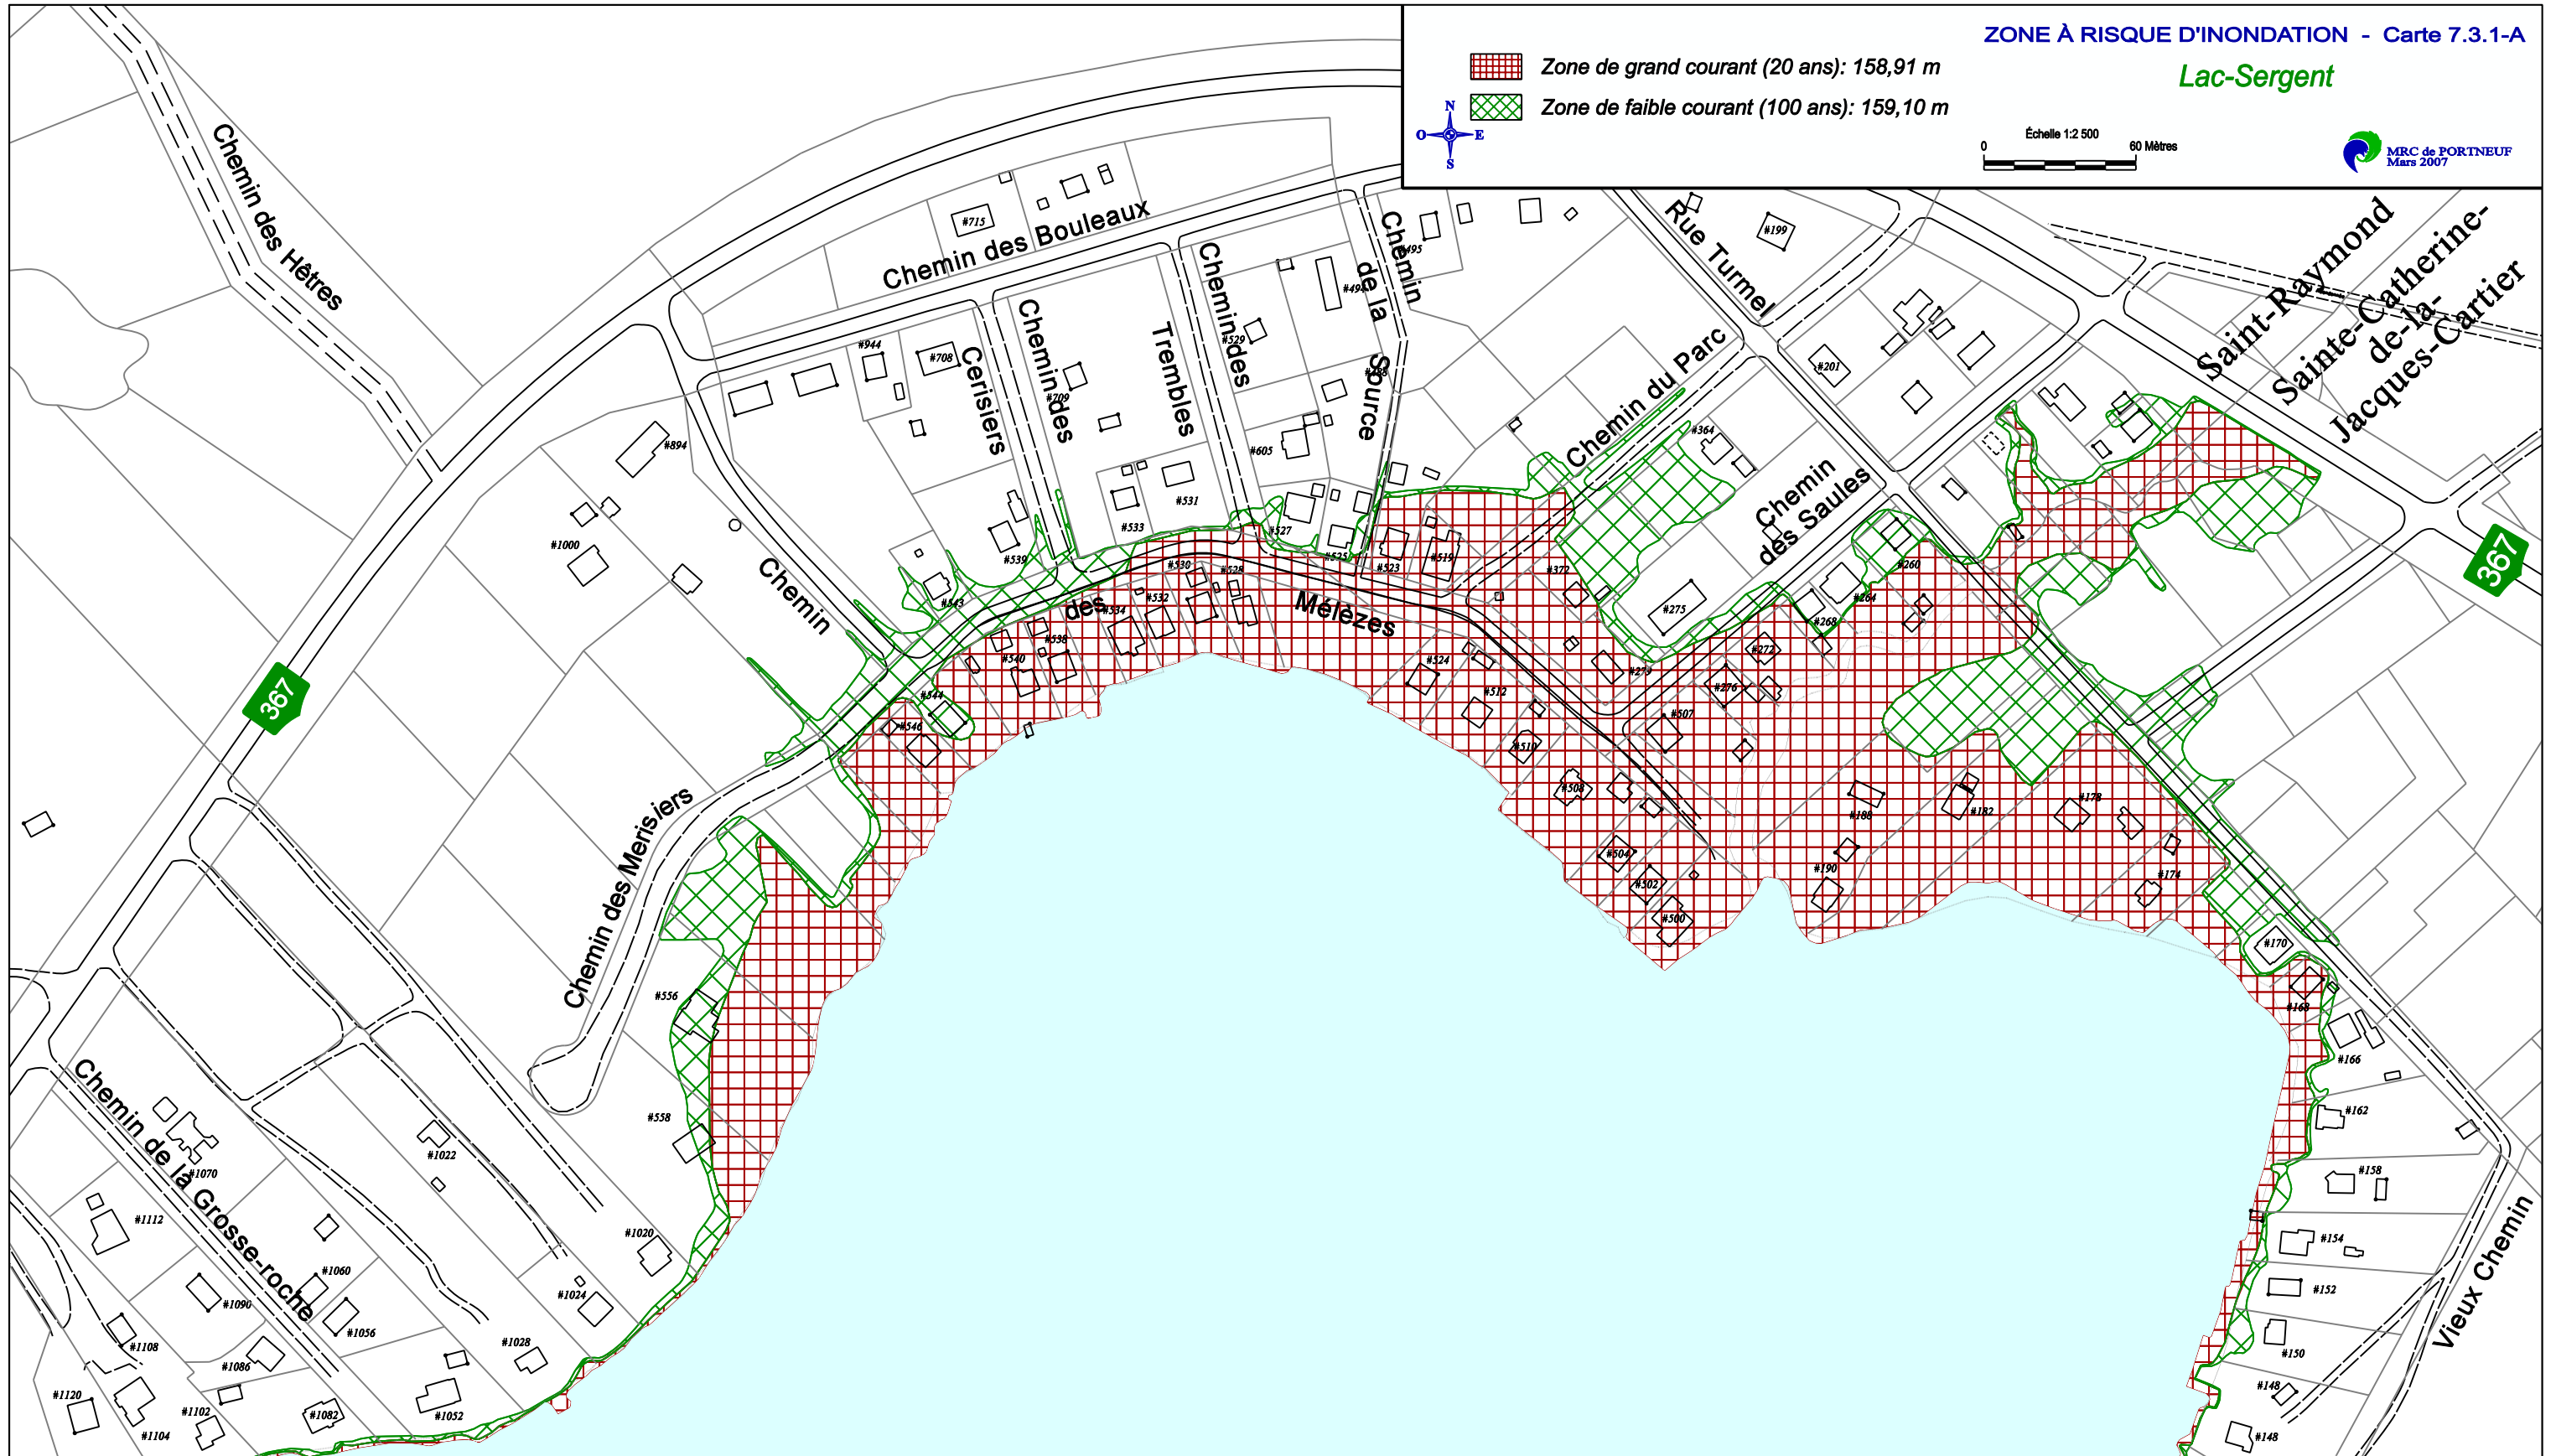 ZONE À RISQUE D'INONDATION - Carte 7.3.1-A
Lac-Sergent
Zone de grand courant (20 ans): 158,91 m
Zone de faible courant (100 ans): 159,10 m
N
O
E
S
Échelle 1:2 500
0
60 Mètres
MRC de PORTNEUF
Mars 2007
Chemin des Hêtres
Chemin des Bouleaux
#715
Chemin
de la
Source
#495
#494
Rue Turmel
#199
Saint-Raymond
Sainte-Catherine-
de-la-
Jacques-Cartier
#944
#708
Cerisiers
Chemin des
#709
Trembles
Chemin des
#529
#201
Chemin du Parc
#364
#894
#605
Chemin
des Saules
#531
#533
#527
#525
#523
#519
#372
#539
#543
#1000
Chemin
des
Mélèzes
#530
#528
#532
#534
#538
#540
#544
#546
#275
#260
#264
#268
#272
#276
#279
#524
#512
#510
#507
#508
#504
#502
#500
367
367
#188
#182
#178
#190
#174
#170
#168
#166
#162
#158
#154
#152
#150
#148
#148
Vieux Chemin
Chemin des Merisiers
#556
#558
Chemin de la Grosse-roche
#1070
#1022
#1112
#1020
#1060
#1090
#1056
#1024
#1108
#1086
#1028
#1120
#1102
#1082
#1052
#1104